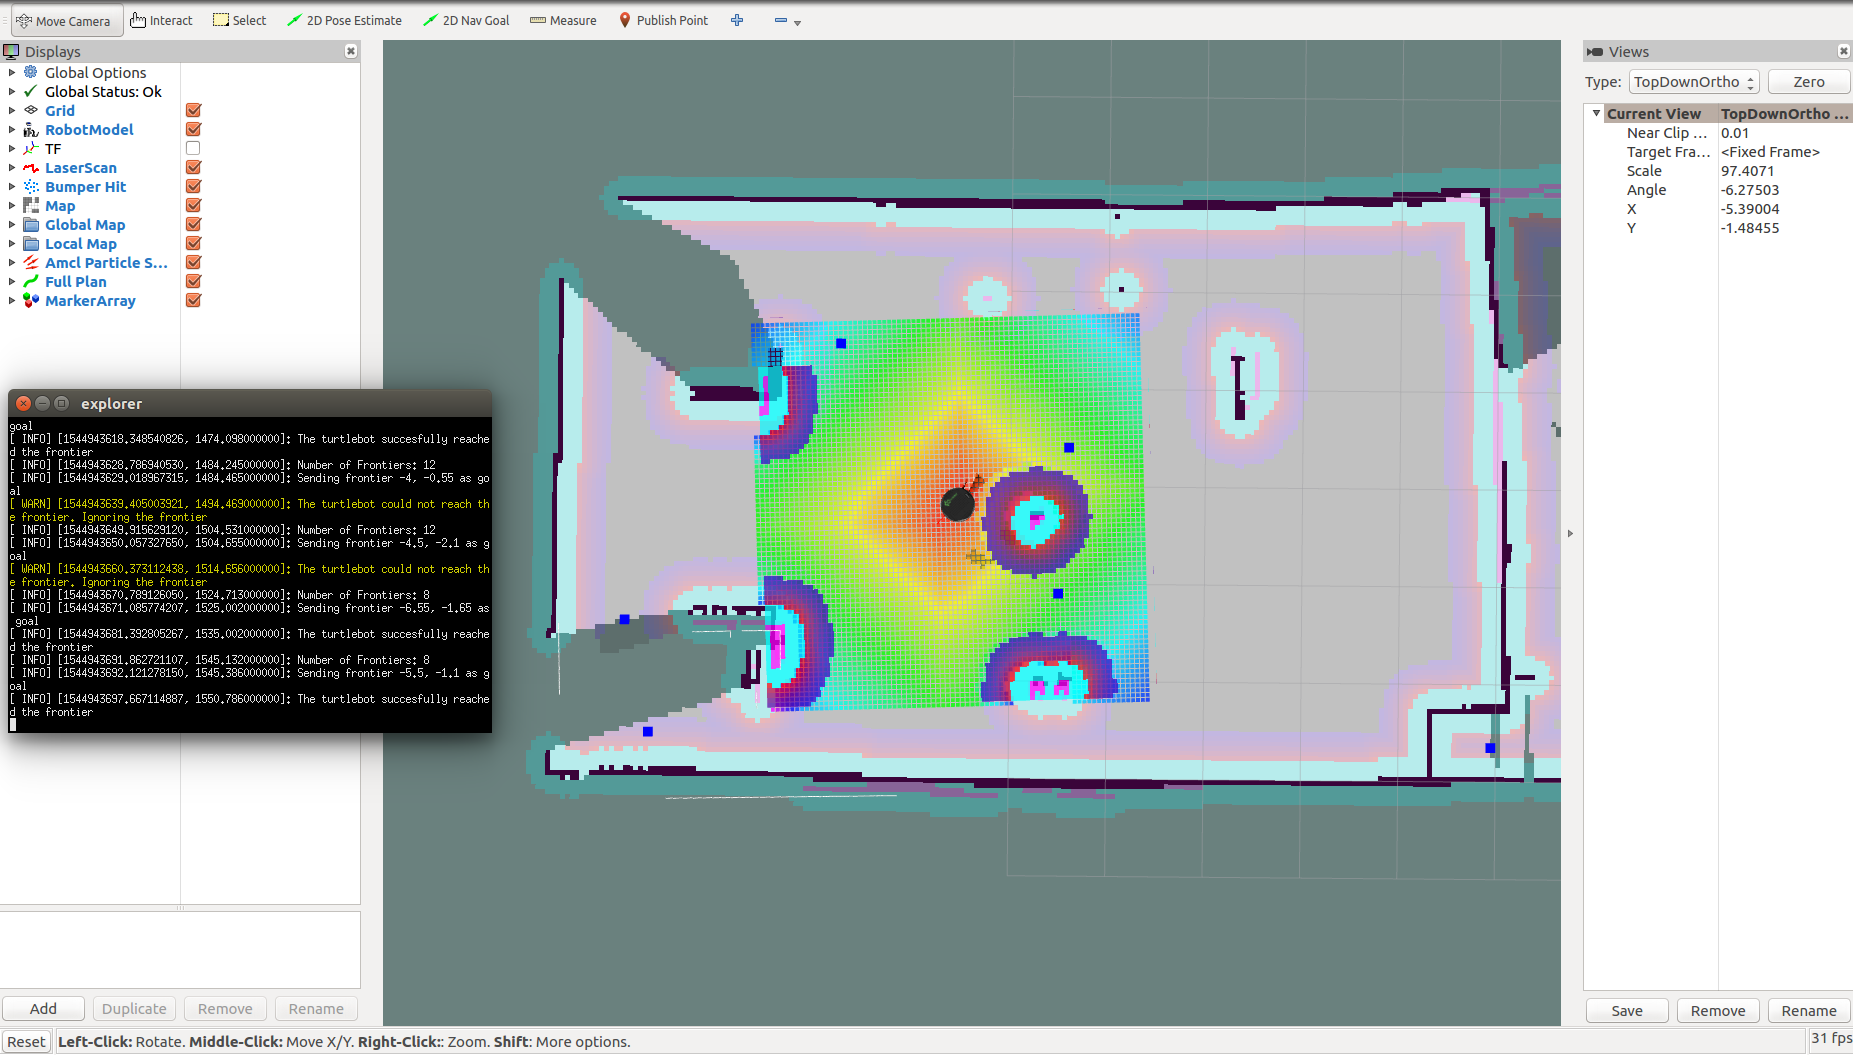 Move Camera Interact Select 2D Pose Estimate 2D Nav Goal Measure Publish Point
Displays
Global Options
Global Status: Ok
Grid
RobotModel
TF
LaserScan
Bumper Hit
Map
Global Map
Local Map
Amcl Particle S...
Full Plan
MarkerArray
explorer
goal
[ INFO] [1544943618.348540826, 1474.098000000]: The turtlebot succesfully reache
d the frontier
[ INFO] [1544943628.786940530, 1484.245000000]: Number of Frontiers: 12
[ INFO] [1544943629.018967315, 1484.465000000]: Sending frontier -4, -0.55 as go
al
[ WARN] [1544943639.405003921, 1494.469000000]: The turtlebot could not reach th
e frontier. Ignoring the frontier
[ INFO] [1544943649.915629120, 1504.531000000]: Number of Frontiers: 12
[ INFO] [1544943650.057327650, 1504.655000000]: Sending frontier -4.5, -2.1 as g
oal
[ WARN] [1544943660.373112438, 1514.656000000]: The turtlebot could not reach th
e frontier. Ignoring the frontier
[ INFO] [1544943670.789126050, 1524.713000000]: Number of Frontiers: 8
[ INFO] [1544943671.085774207, 1525.002000000]: Sending frontier -6.55, -1.65 as
goal
[ INFO] [1544943681.392805267, 1535.002000000]: The turtlebot succesfully reache
d the frontier
[ INFO] [1544943691.862721107, 1545.132000000]: Number of Frontiers: 8
[ INFO] [1544943692.121278150, 1545.386000000]: Sending frontier -5.5, -1.1 as g
oal
[ INFO] [1544943697.667114887, 1550.786000000]: The turtlebot succesfully reache
d the frontier
Add Duplicate Remove Rename
Views
Type: TopDownOrtho Zero
Current View TopDownOrtho ...
Near Clip ... 0.01
Target Fra... <Fixed Frame>
Scale 97.4071
Angle -6.27503
X -5.39004
Y -1.48455
Save Remove Rename
Reset Left-Click: Rotate. Middle-Click: Move X/Y. Right-Click:: Zoom. Shift: More options. 31 fps